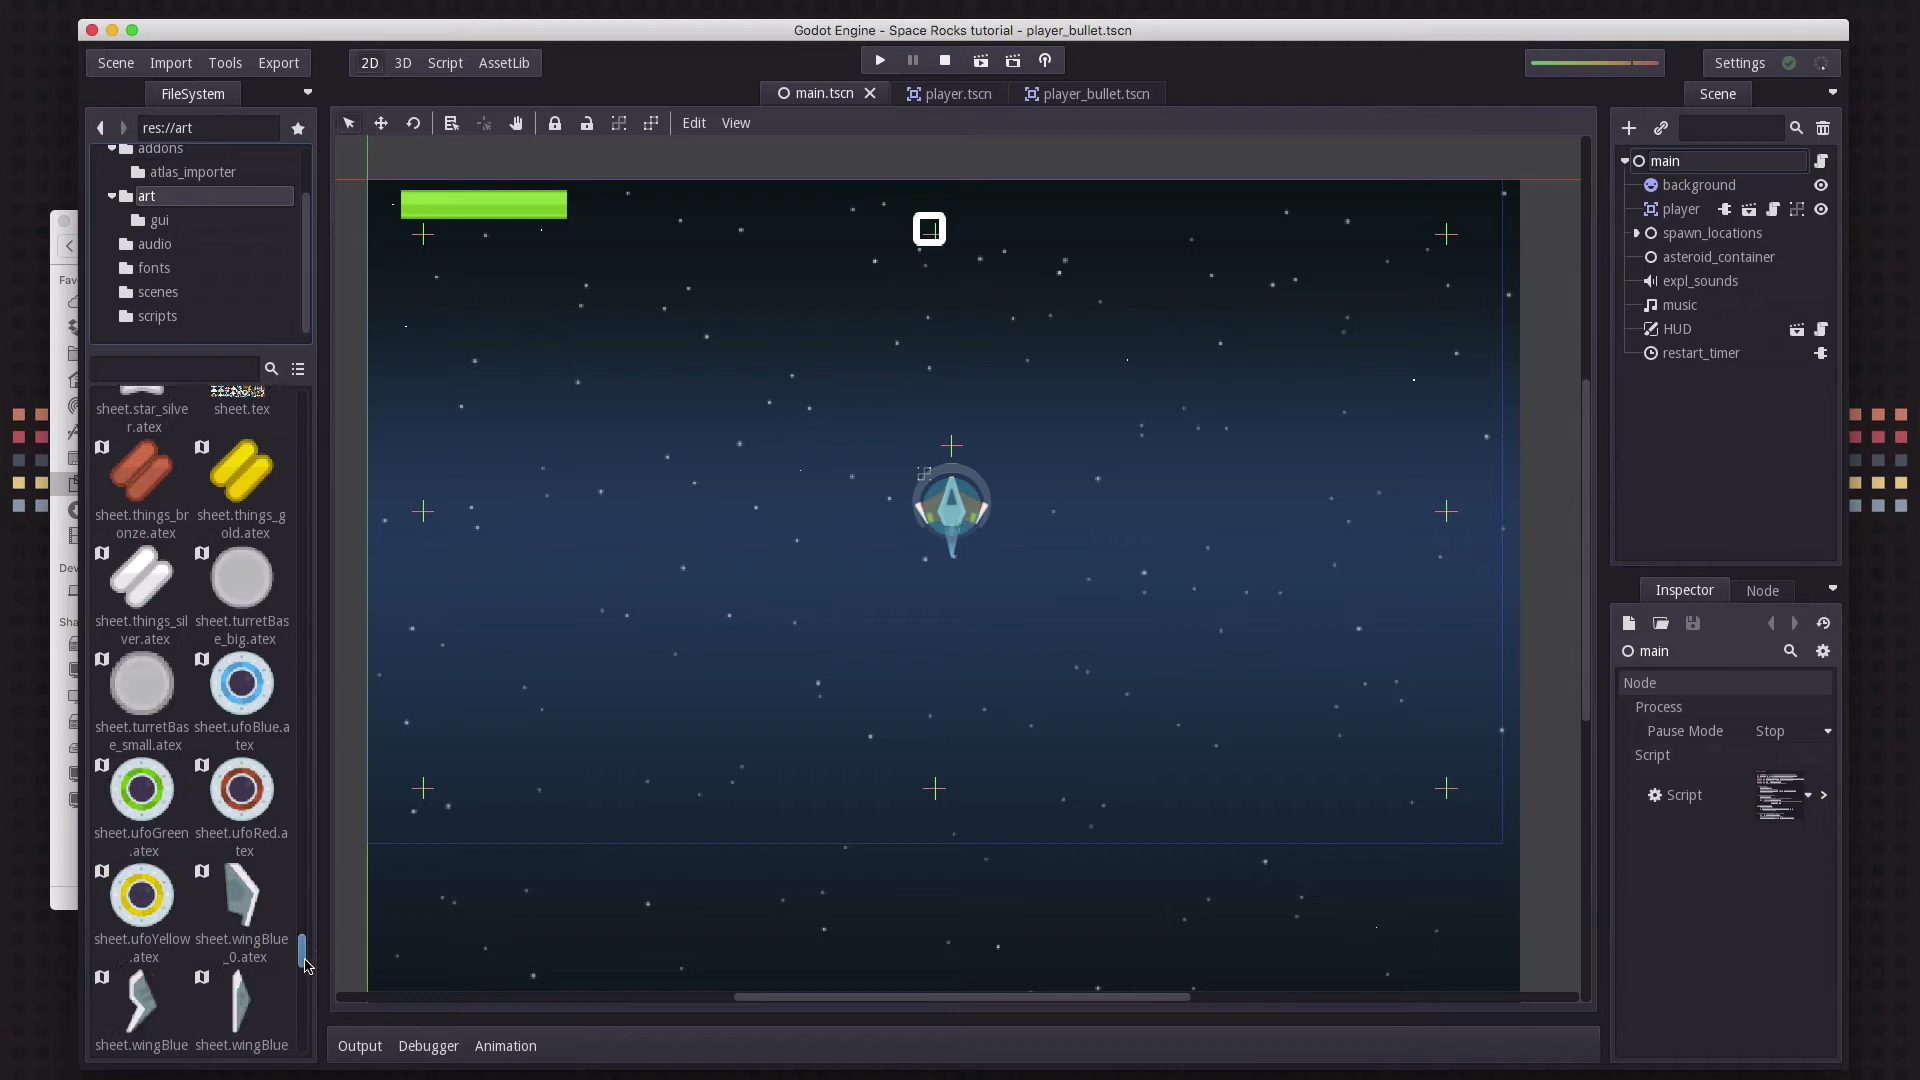 Godot Engine - Space Rocks tutorial - player_bullet.tscn
Scene Import Tools Export
2D 3D Script AssetLib
Settings
FileSystem
main.tscn
player.tscn
player_bullet.tscn
Scene
res://art
Edit View
addons
atlas_importer
art
gui
audio
fonts
scenes
scripts
main
background
player
spawn_locations
asteroid_container
expl_sounds
music
HUD
restart_timer
Fav
Dev
Sha
sheet.star_silve
r.atex
sheet.tex
sheet.things_br
onze.atex
sheet.things_g
old.atex
sheet.things_sil
ver.atex
sheet.turretBas
e_big.atex
sheet.turretBas
e_small.atex
sheet.ufoBlue.a
tex
sheet.ufoGreen
.atex
sheet.ufoRed.a
tex
sheet.ufoYellow
.atex
sheet.wingBlue
_0.atex
sheet.wingBlue
sheet.wingBlue
Inspector Node
main
Node
Process
Pause Mode Stop
Script
Script
Output Debugger Animation